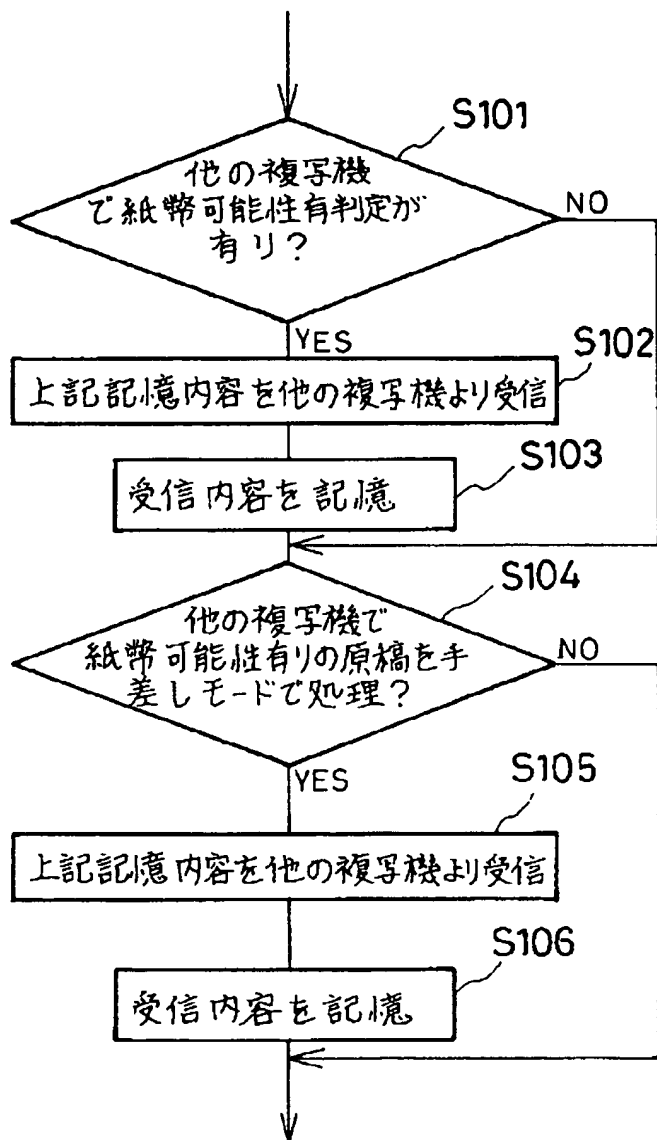 S101
他の複写機
で紙幣可能性有判定が
有り?
NO
YES
S102
上記記憶内容を他の複写機より受信
S103
受信内容を記憶
S104
他の複写機で
紙幣可能性有りの原稿を手
差しモードで処理?
NO
YES
S105
上記記憶内容を他の複写機より受信
S106
受信内容を記憶